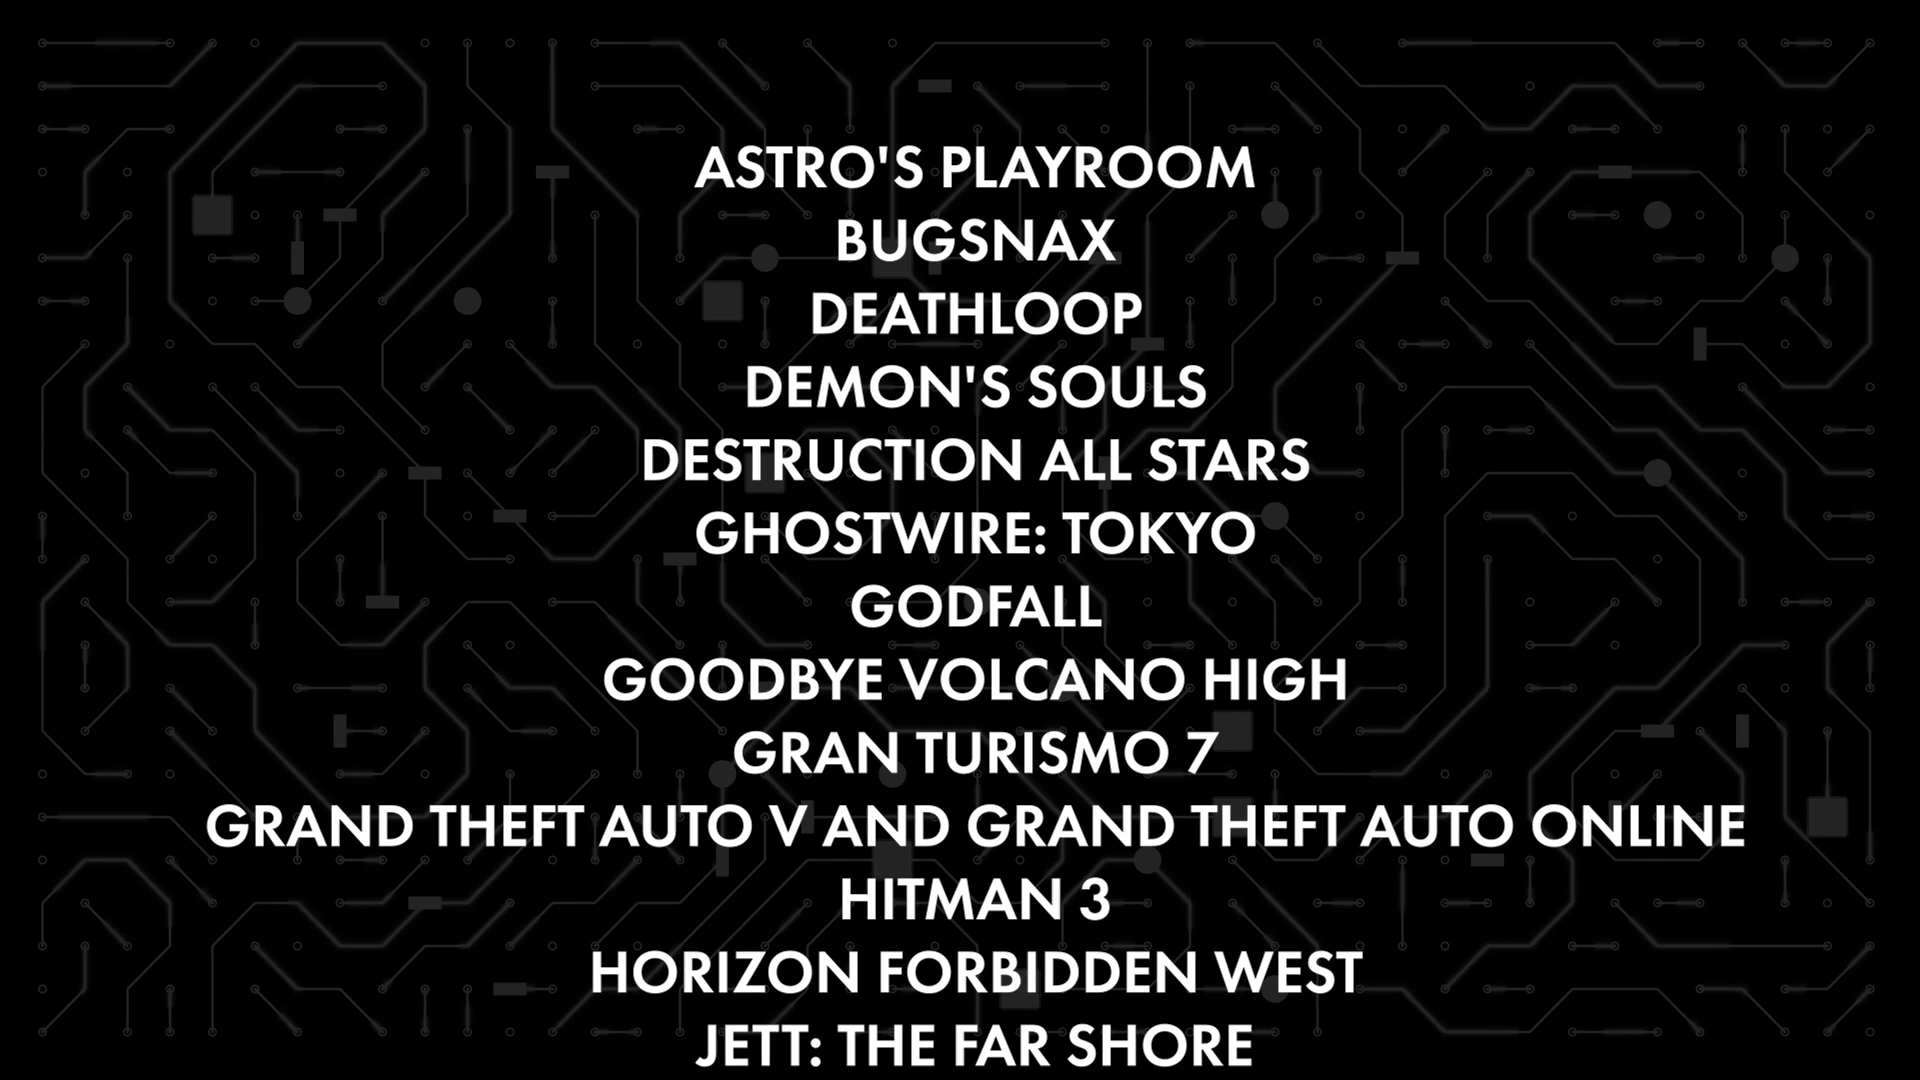 ASTRO'S PLAYROOM
BUGSNAX
DEATHLOOP
DEMON'S SOULS
DESTRUCTION ALL STARS
GHOSTWIRE: TOKYO
GODFALL
GOODBYE VOLCANO HIGH
GRAN TURISMO 7
GRAND THEFT AUTO V AND GRAND THEFT AUTO ONLINE
HITMAN 3
HORIZON FORBIDDEN WEST
JETT: THE FAR SHORE